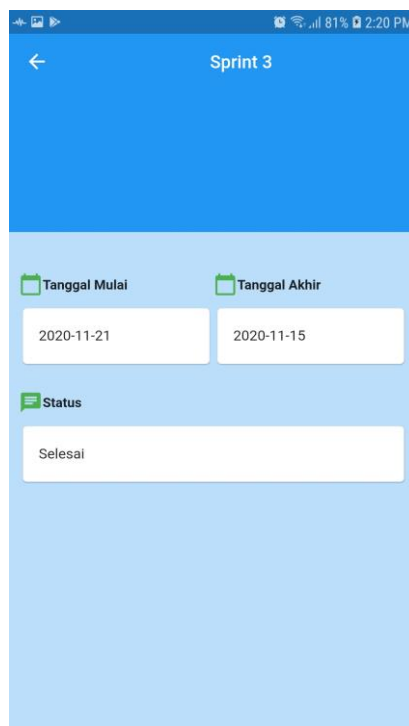 81% 2:20 PM
Sprint 3
Tanggal Mulai
Tanggal Akhir
2020-11-21
2020-11-15
Status
Selesai